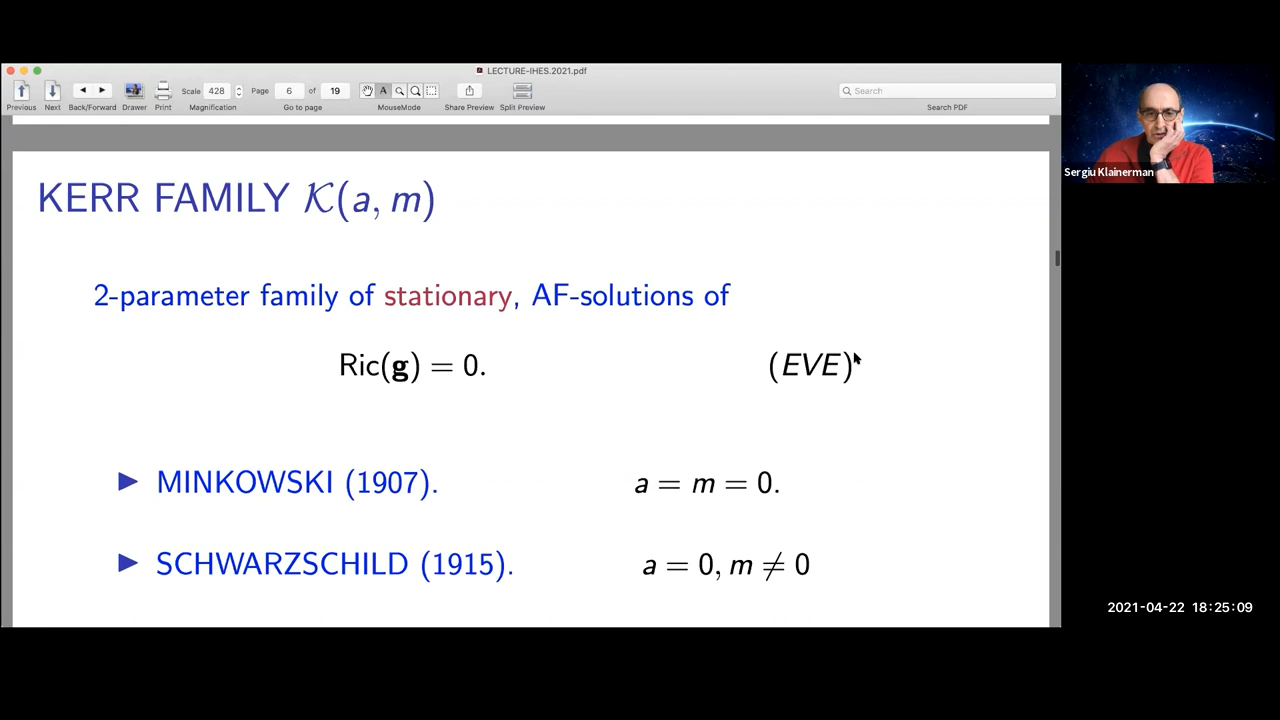 LECTURE-IHES.2021.pdf
Scale 428 Page 6 of 19 Search
Previous Next Back/Forward Drawer Print Magnification Go to page MouseMode Share Preview Split Preview Search PDF
Sergiu Klainerman
KERR FAMILY 𝒦(a, m)
2-parameter family of stationary, AF-solutions of
Ric(g) = 0. (EVE)
▶ MINKOWSKI (1907). a = m = 0.
▶ SCHWARZSCHILD (1915). a = 0, m ≠ 0
2021-04-22 18:25:09